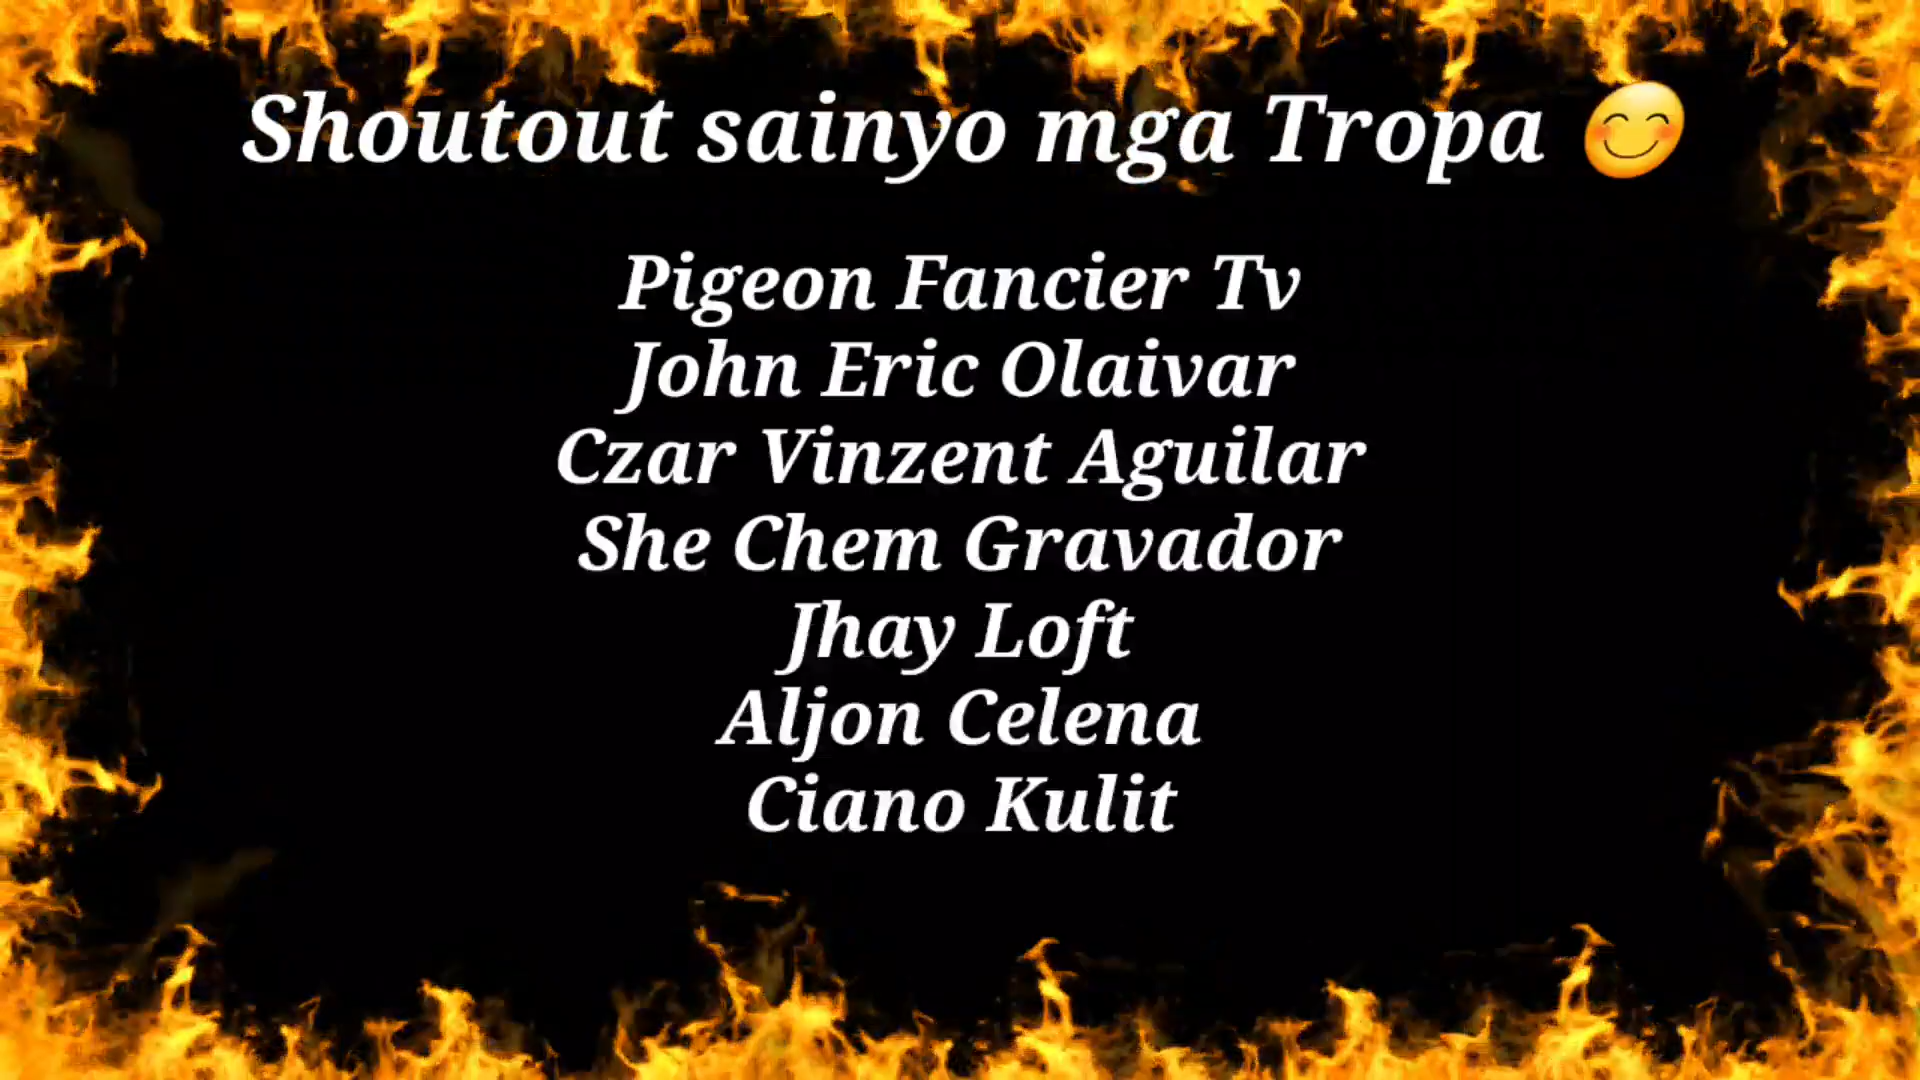 Shoutout sainyo mga Tropa 😊
Pigeon Fancier Tv
John Eric Olaivar
Czar Vinzent Aguilar
She Chem Gravador
Jhay Loft
Aljon Celena
Ciano Kulit